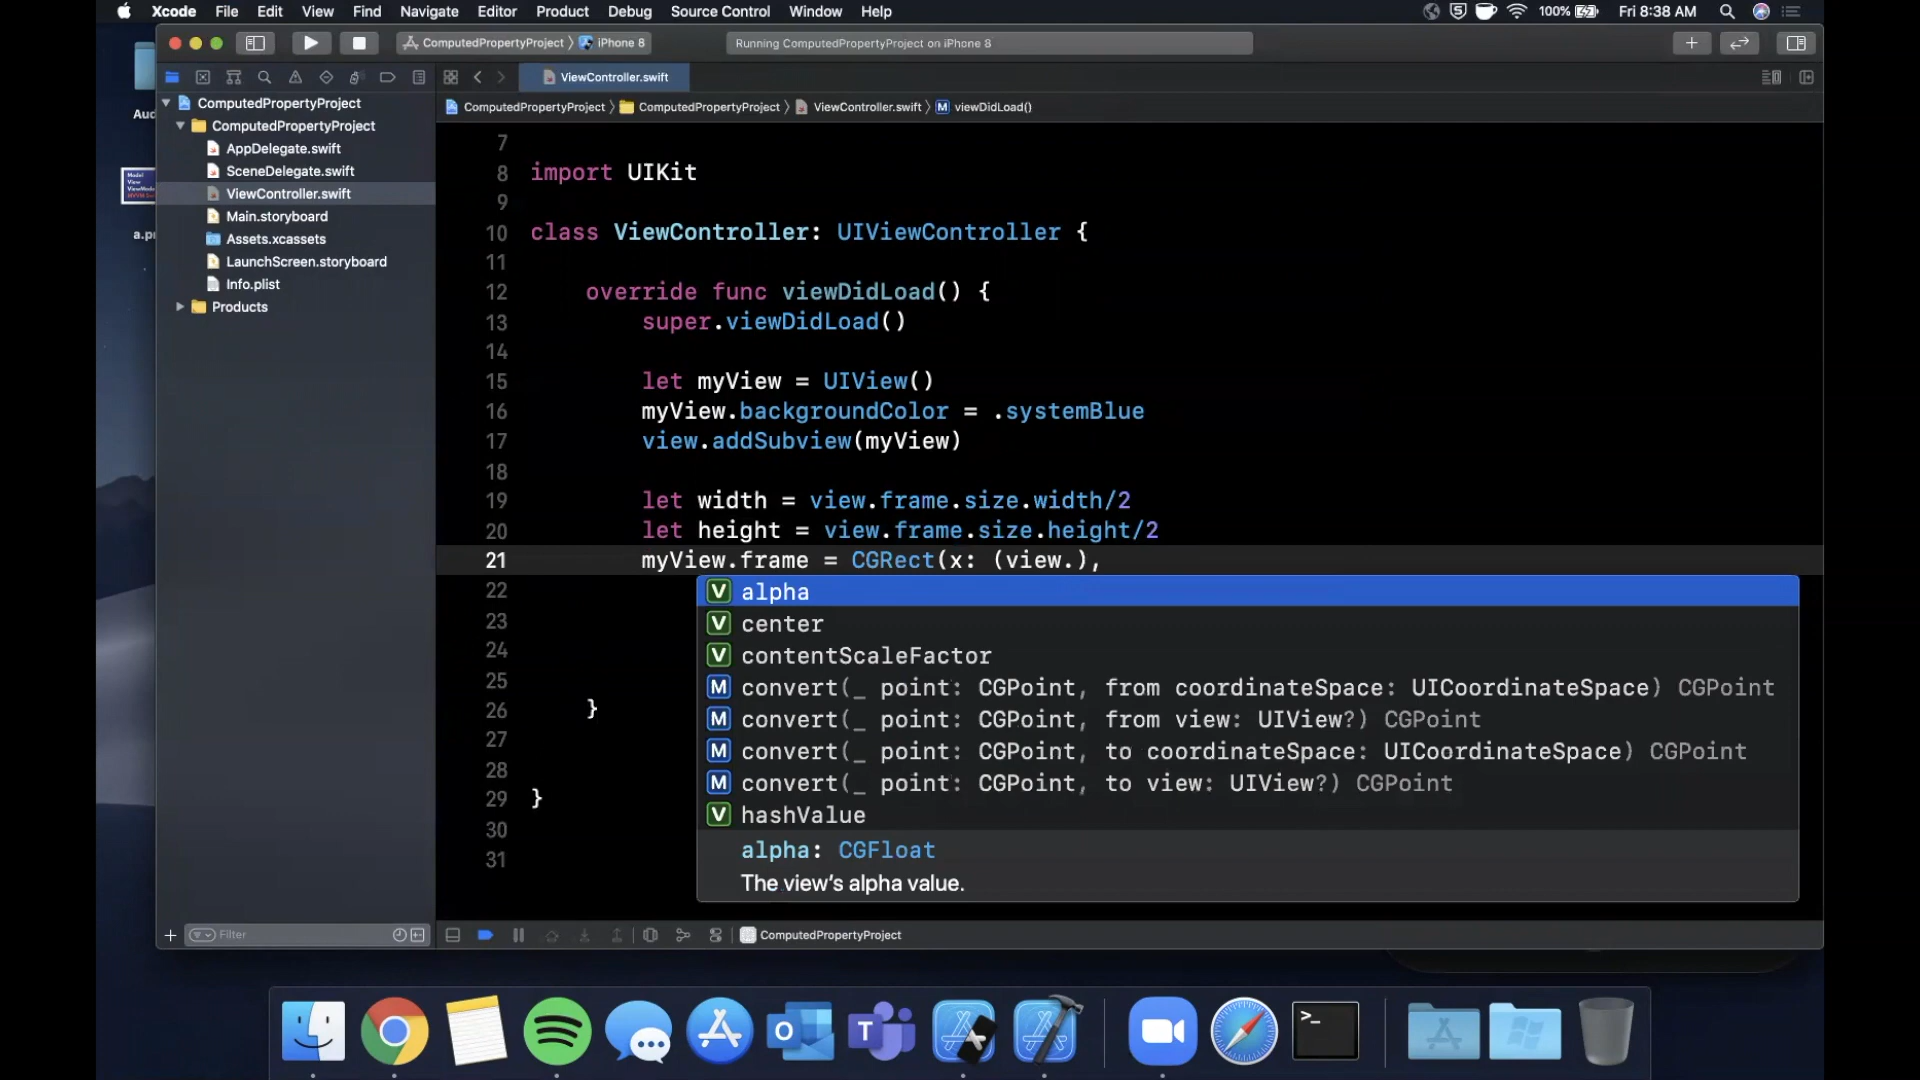 Xcode File Edit View Find Navigate Editor Product Debug Source Control Window Help 100% Fri 8:38 AM
ComputedPropertyProject iPhone 8 Running ComputedPropertyProject on iPhone 8
ViewController.swift
ComputedPropertyProject ComputedPropertyProject ViewController.swift M viewDidLoad()
ComputedPropertyProject
ComputedPropertyProject
AppDelegate.swift
SceneDelegate.swift
ViewController.swift
Main.storyboard
Assets.xcassets
LaunchScreen.storyboard
Info.plist
Products
Model
View
a.p
7
8 import UIKit
9
10 class ViewController: UIViewController {
11
12 override func viewDidLoad() {
13 super.viewDidLoad()
14
15 let myView = UIView()
16 myView.backgroundColor = .systemBlue
17 view.addSubview(myView)
18
19 let width = view.frame.size.width/2
20 let height = view.frame.size.height/2
21 myView.frame = CGRect(x: (view.),
22
23
24
25
26 }
27
28
29 }
30
31
V alpha
V center
V contentScaleFactor
M convert(_ point: CGPoint, from coordinateSpace: UICoordinateSpace) CGPoint
M convert(_ point: CGPoint, from view: UIView?) CGPoint
M convert(_ point: CGPoint, to coordinateSpace: UICoordinateSpace) CGPoint
M convert(_ point: CGPoint, to view: UIView?) CGPoint
V hashValue
alpha: CGFloat
The view's alpha value.
Filter
ComputedPropertyProject